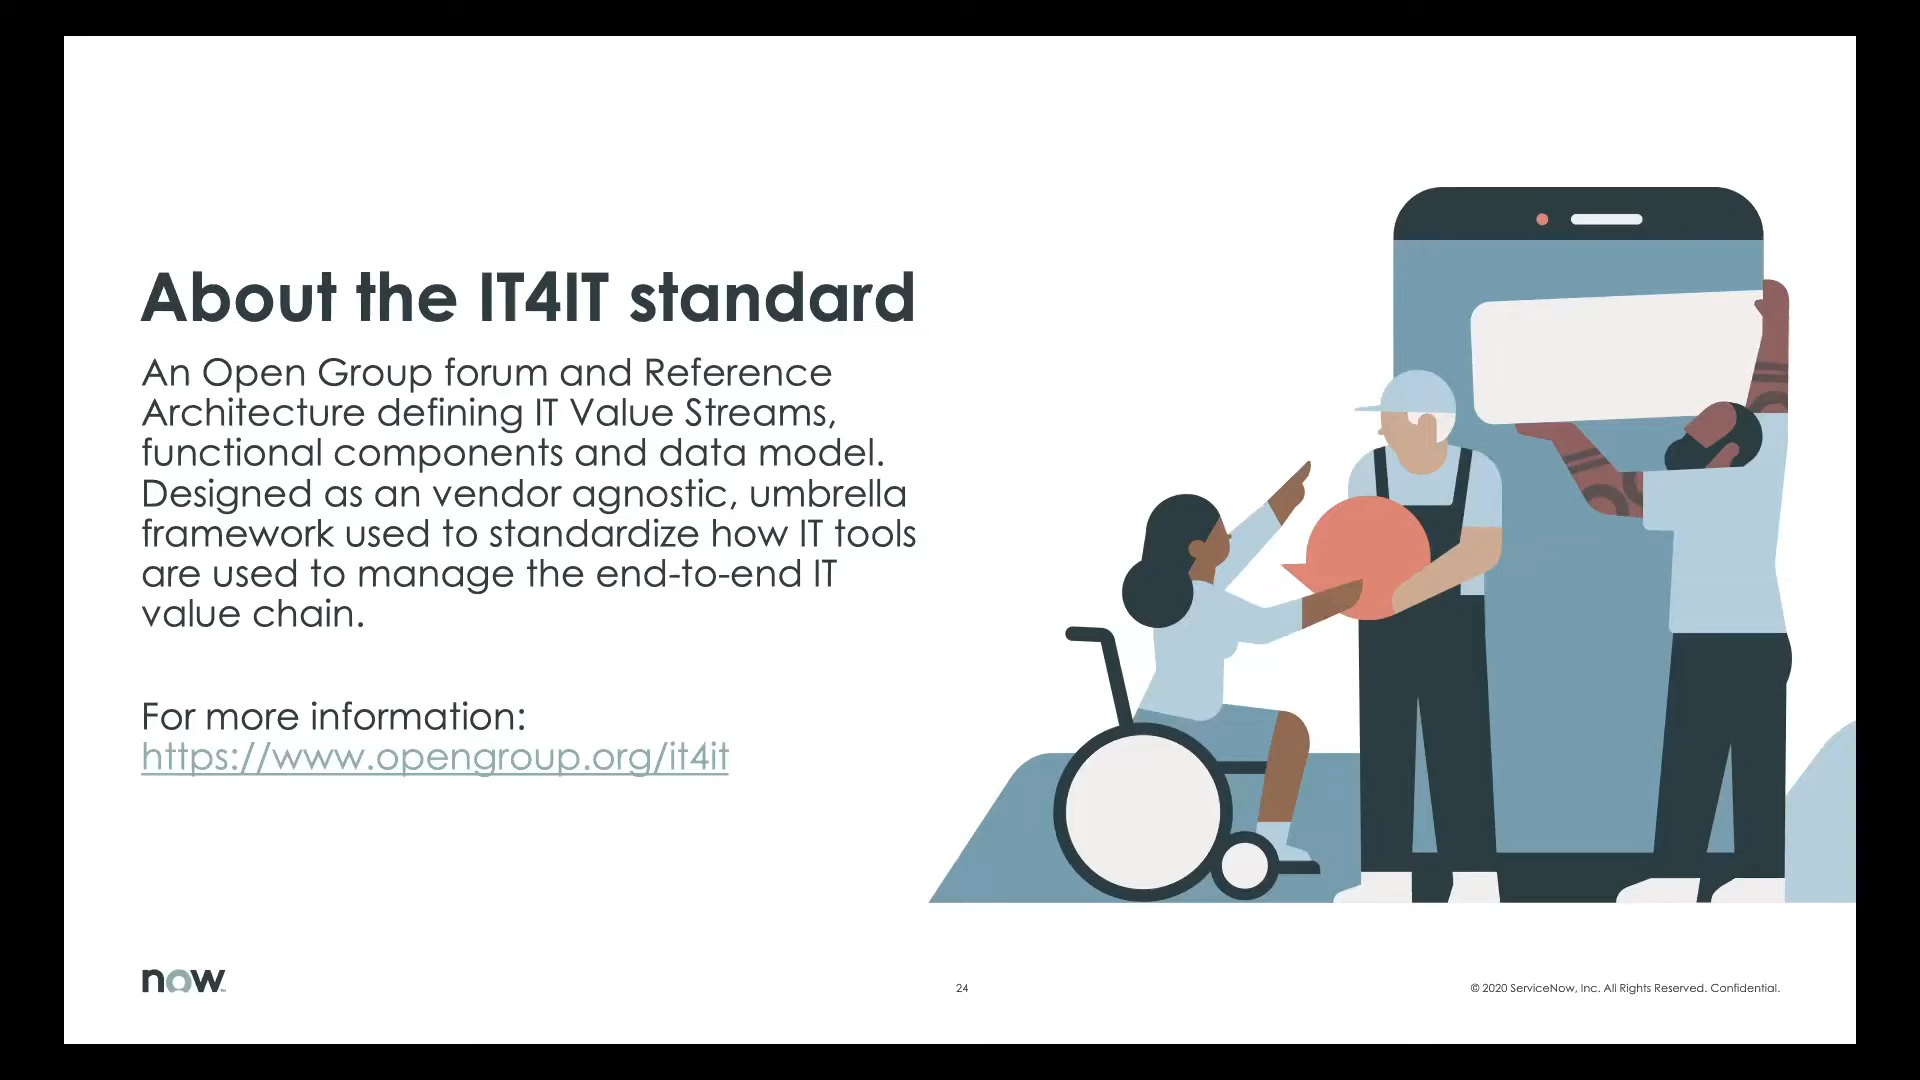 About the IT4IT standard
An Open Group forum and Reference
Architecture defining IT Value Streams,
functional components and data model.
Designed as an vendor agnostic, umbrella
framework used to standardize how IT tools
are used to manage the end-to-end IT
value chain.
For more information:
https://www.opengroup.org/it4it
now
24
© 2020 ServiceNow, Inc. All Rights Reserved. Confidential.